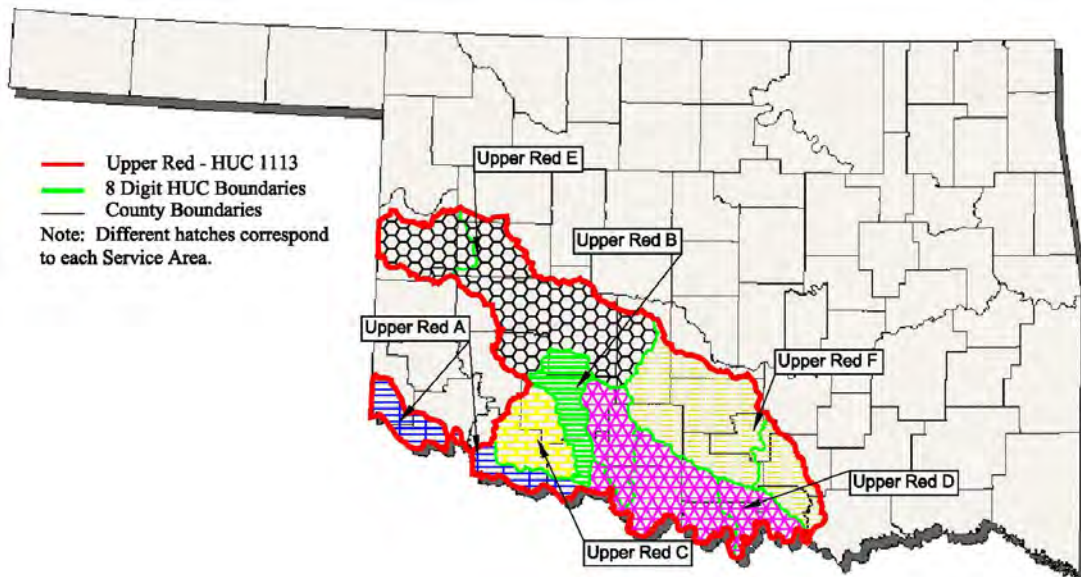 Upper Red E
Upper Red - HUC 1113
8 Digit HUC Boundaries
County Boundaries
Note: Different hatches correspond
to each Service Area.
Upper Red B
Upper Red A
Upper Red F
Upper Red D
Upper Red C